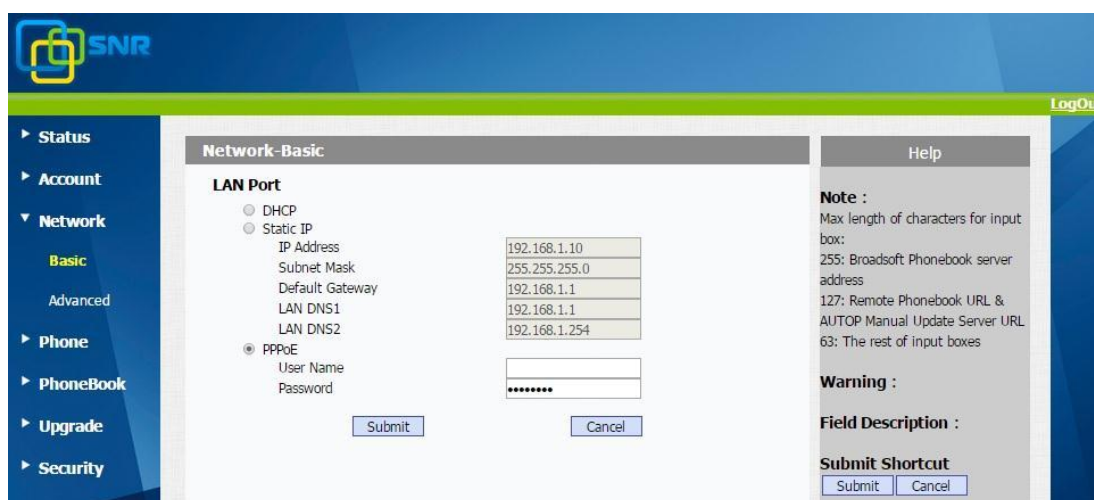 SNR
LogOu
Status
Account
Network
Basic
Advanced
Phone
PhoneBook
Upgrade
Security
Network-Basic
LAN Port
DHCP
Static IP
IP Address 192.168.1.10
Subnet Mask 255.255.255.0
Default Gateway 192.168.1.1
LAN DNS1 192.168.1.1
LAN DNS2 192.168.1.254
PPPoE
User Name
Password ••••••••
Submit Cancel
Help
Note :
Max length of characters for input
box:
255: Broadsoft Phonebook server
address
127: Remote Phonebook URL &
AUTOP Manual Update Server URL
63: The rest of input boxes
Warning :
Field Description :
Submit Shortcut
Submit Cancel